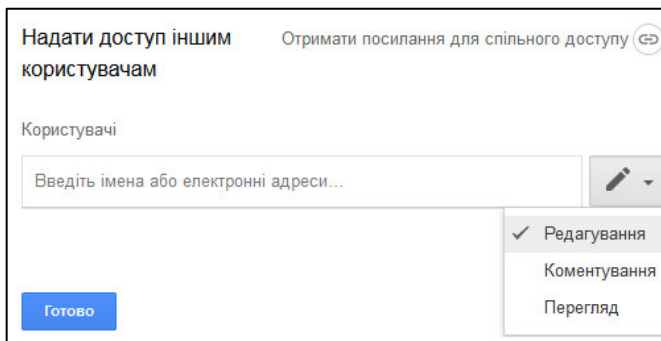 Надати доступ іншим
користувачам
Отримати посилання для спільного доступу
Користувачі
Введіть імена або електронні адреси...
Редагування
Коментування
Перегляд
Готово